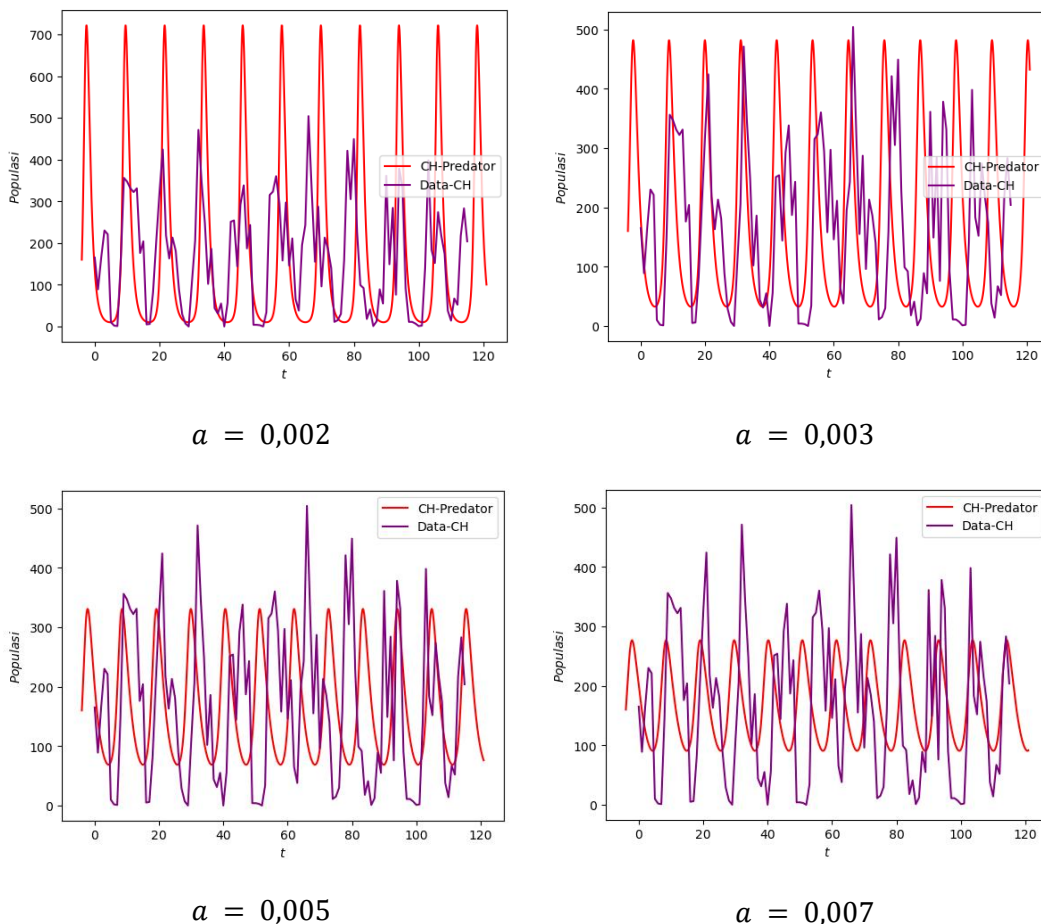 700
600
500
400
300
200
100
0
Populasi
CH-Predator
Data-CH
0 20 40 60 80 100 120
t
a = 0,002
500
400
300
200
100
0
Populasi
CH-Predator
Data-CH
0 20 40 60 80 100 120
t
a = 0,003
500
400
300
200
100
0
Populasi
CH-Predator
Data-CH
0 20 40 60 80 100 120
t
a = 0,005
500
400
300
200
100
0
Populasi
CH-Predator
Data-CH
0 20 40 60 80 100 120
t
a = 0,007